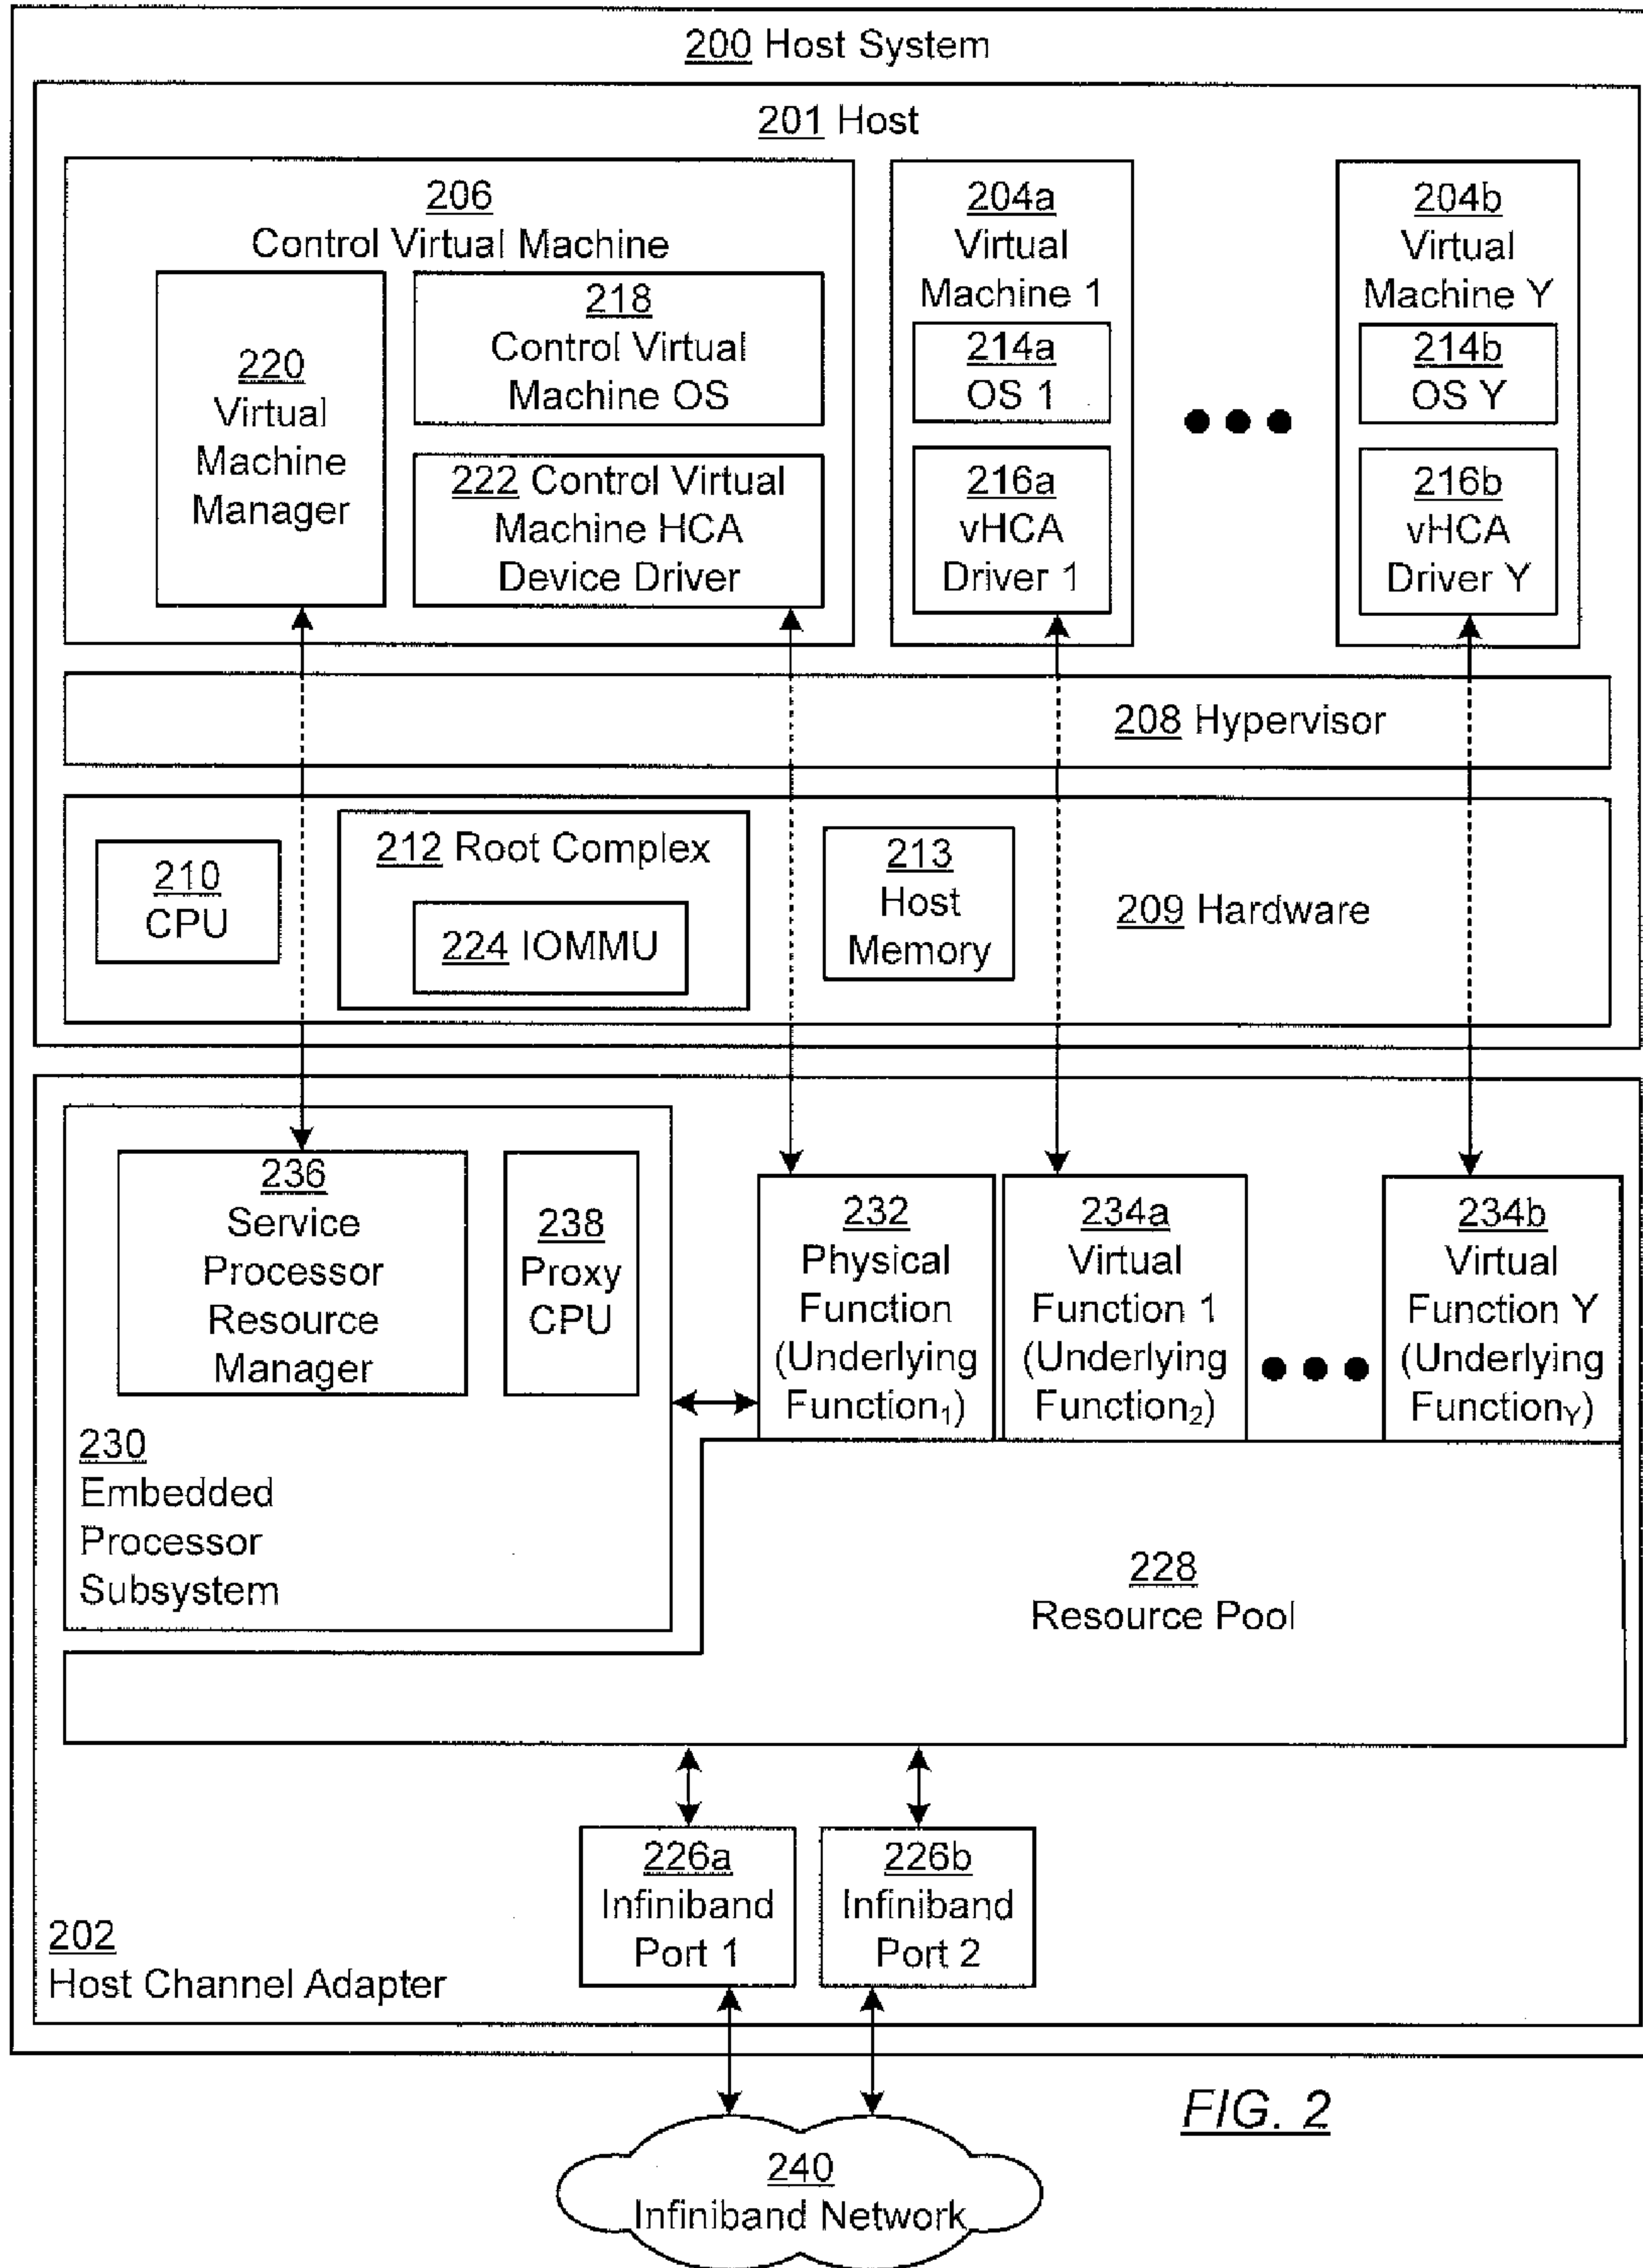 200 Host System
201 Host
206
Control Virtual Machine
220
Virtual
Machine
Manager
218
Control Virtual
Machine OS
222 Control Virtual
Machine HCA
Device Driver
204a
Virtual
Machine 1
214a
OS 1
216a
vHCA
Driver 1
204b
Virtual
Machine Y
214b
OS Y
216b
vHCA
Driver Y
208 Hypervisor
210
CPU
212 Root Complex
224 IOMMU
213
Host
Memory
209 Hardware
236
Service
Processor
Resource
Manager
238
Proxy
CPU
230
Embedded
Processor
Subsystem
232
Physical
Function
(Underlying
Function₁)
234a
Virtual
Function 1
(Underlying
Function₂)
234b
Virtual
Function Y
(Underlying
FunctionY)
228
Resource Pool
226a
Infiniband
Port 1
226b
Infiniband
Port 2
202
Host Channel Adapter
240
Infiniband Network
FIG. 2